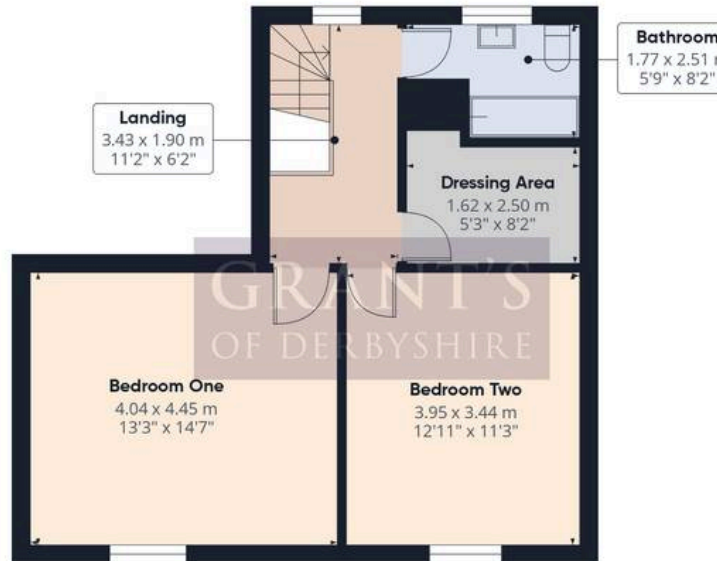 Bathroom
1.77 x 2.51
5'9" x 8'2"
Landing
3.43 x 1.90 m
11'2" x 6'2"
Dressing Area
1.62 x 2.50 m
5'3" x 8'2"
GRANT'S
OF DERBYSHIRE
Bedroom One
4.04 x 4.45 m
13'3" x 14'7"
Bedroom Two
3.95 x 3.44 m
12'11" x 11'3"